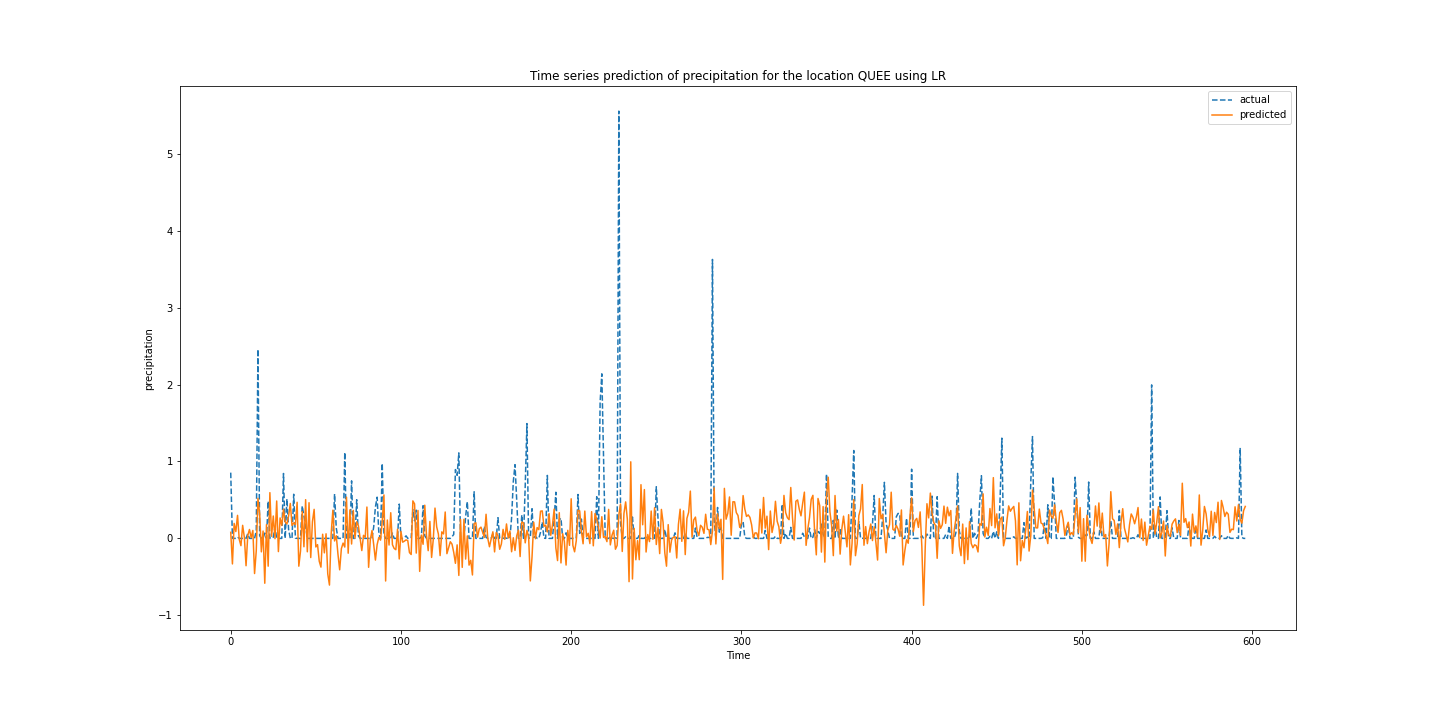 Time series prediction of precipitation for the location QUEE using LR
actual
predicted
5
4
3
2
1
0
−1
precipitation
0 100 200 300 400 500 600
Time